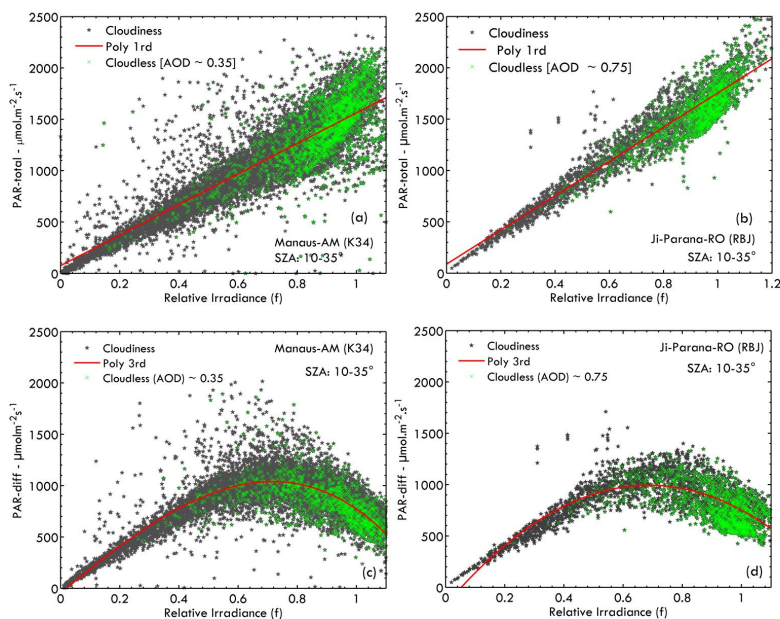 Cloudiness
Poly 1rd
Cloudless [AOD ~ 0.35]
2500
2000
1500
1000
500
0
PAR-total - μmol.m⁻².s⁻¹
(a)
Manaus-AM (K34)
SZA: 10-35°
0 0.2 0.4 0.6 0.8 1
Relative Irradiance (f)
Cloudiness
Poly 1rd
Cloudless [AOD ~ 0.75]
2500
2000
1500
1000
500
0
PAR-total - μmol.m⁻².s⁻¹
(b)
Ji-Parana-RO (RBJ)
SZA: 10-35°
0 0.2 0.4 0.6 0.8 1 1.2
Relative Irradiance (f)
Cloudiness
Poly 3rd
Cloudless (AOD) ~ 0.35
Manaus-AM (K34)
SZA: 10-35°
2500
2000
1500
1000
500
0
PAR-diff - μmolm⁻².s⁻¹
(c)
0 0.2 0.4 0.6 0.8 1
Relative Irradiance (f)
Cloudiness
Poly 3rd
Cloudless (AOD) ~ 0.75
Ji-Parana-RO (RBJ)
SZA: 10-35°
2500
2000
1500
1000
500
0
PAR-diff - μmol.m⁻².s⁻¹
(d)
0 0.2 0.4 0.6 0.8 1
Relative Irradiance (f)